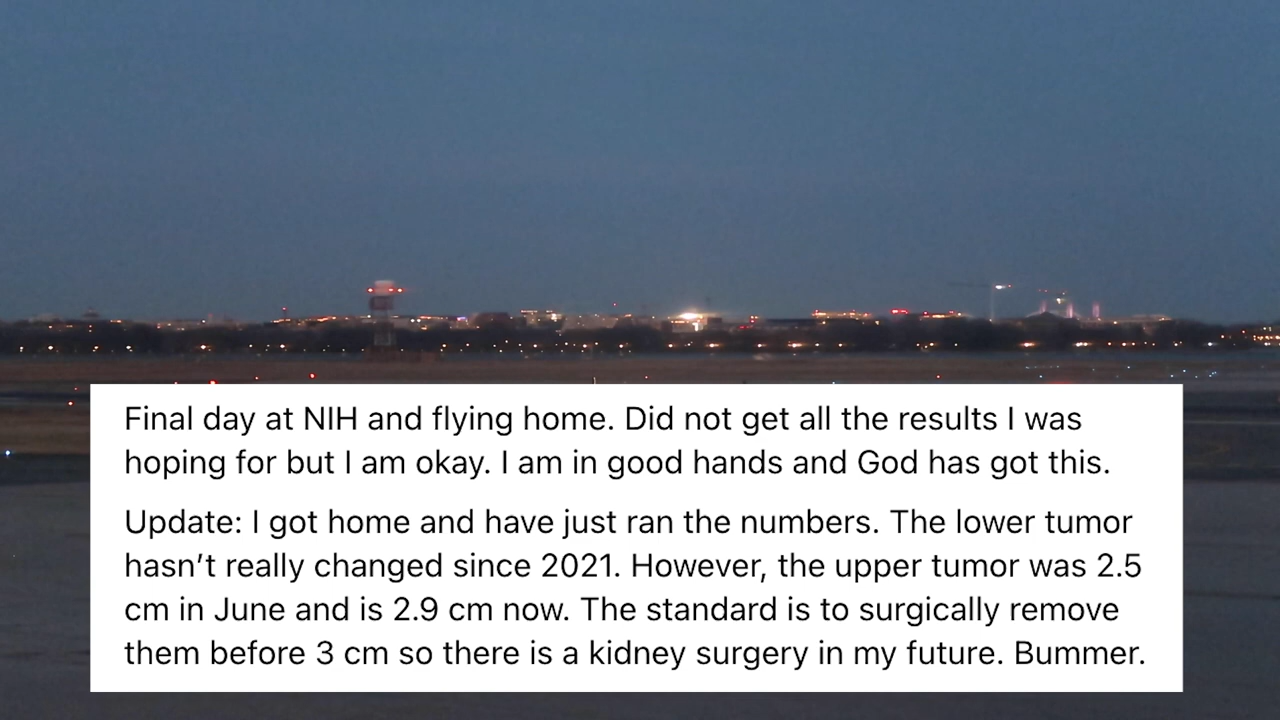 Final day at NIH and flying home. Did not get all the results I was
hoping for but I am okay. I am in good hands and God has got this.
Update: I got home and have just ran the numbers. The lower tumor
hasn’t really changed since 2021. However, the upper tumor was 2.5
cm in June and is 2.9 cm now. The standard is to surgically remove
them before 3 cm so there is a kidney surgery in my future. Bummer.